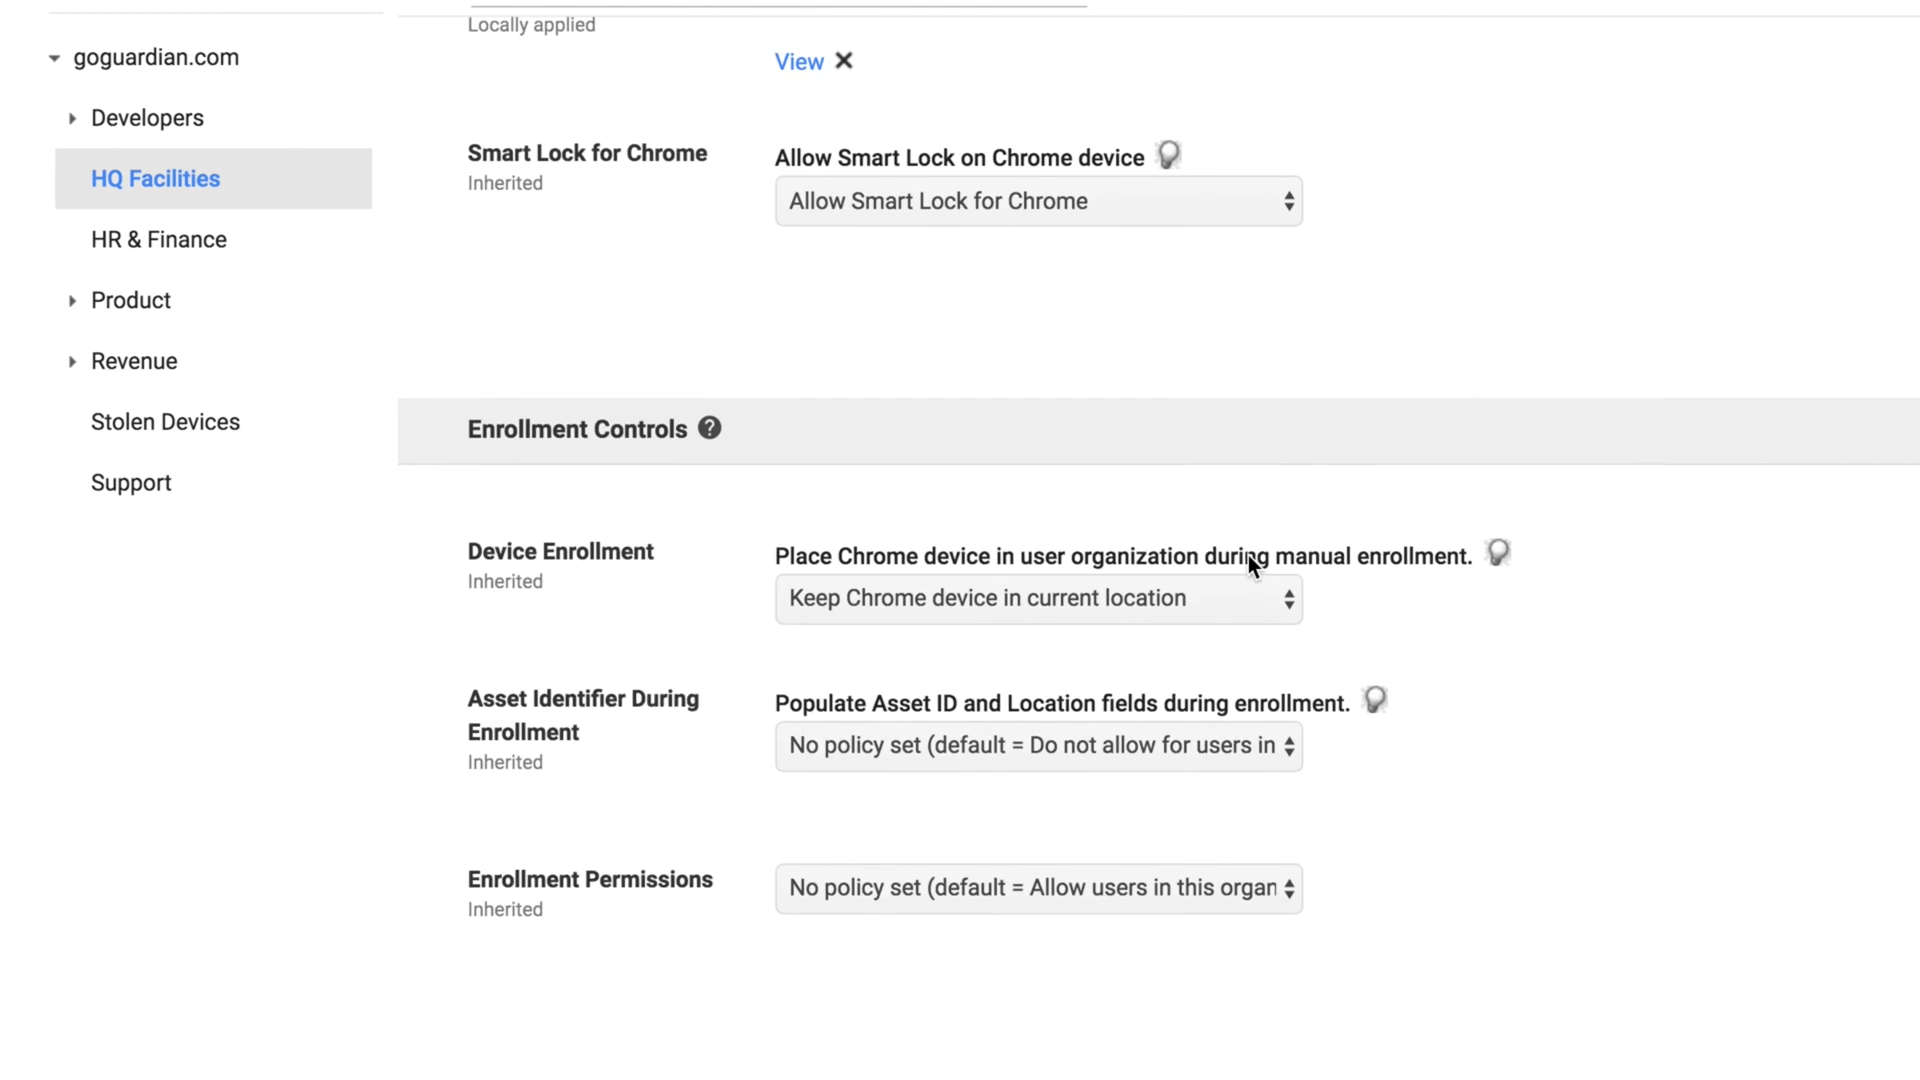 Locally applied
goguardian.com
View
Developers
Smart Lock for Chrome
Allow Smart Lock on Chrome device
HQ Facilities
Inherited
Allow Smart Lock for Chrome
HR & Finance
Product
Revenue
Stolen Devices
Support
Enrollment Controls
Device Enrollment
Place Chrome device in user organization during manual enrollment.
Inherited
Keep Chrome device in current location
Asset Identifier During
Enrollment
Populate Asset ID and Location fields during enrollment.
Inherited
No policy set (default = Do not allow for users in
Enrollment Permissions
No policy set (default = Allow users in this organ
Inherited